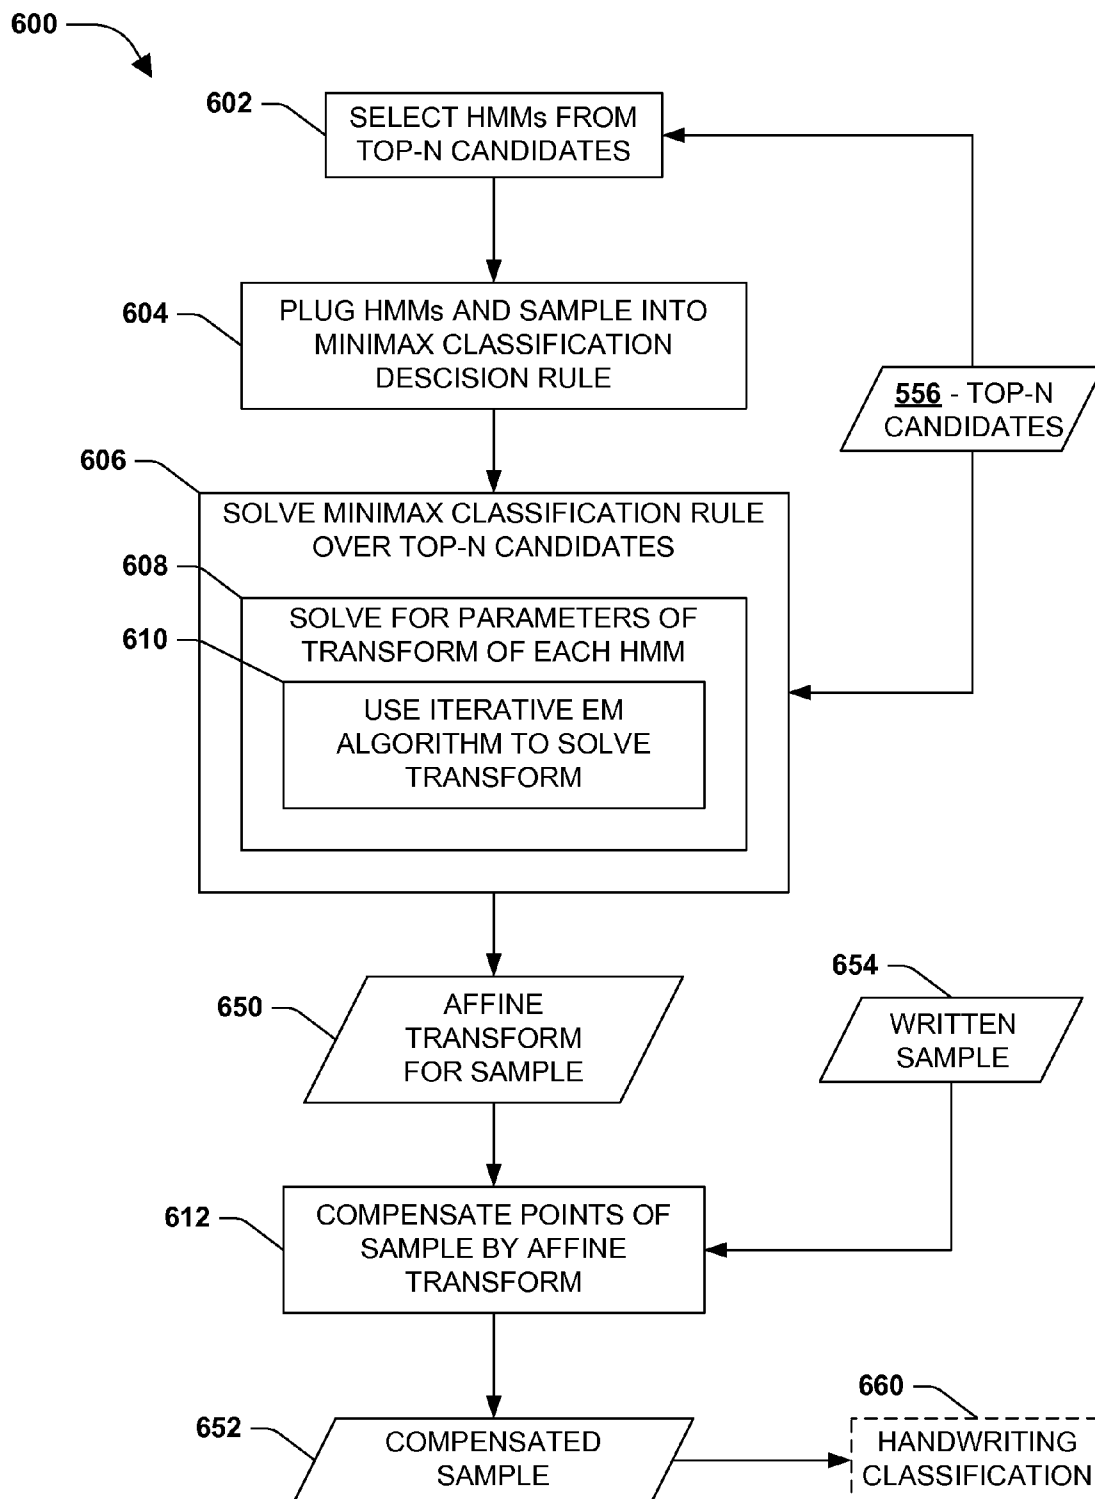 600
602
SELECT HMMs FROM
TOP-N CANDIDATES
604
PLUG HMMs AND SAMPLE INTO
MINIMAX CLASSIFICATION
DESCISION RULE
556 - TOP-N
CANDIDATES
606
SOLVE MINIMAX CLASSIFICATION RULE
OVER TOP-N CANDIDATES
608
SOLVE FOR PARAMETERS OF
TRANSFORM OF EACH HMM
610
USE ITERATIVE EM
ALGORITHM TO SOLVE
TRANSFORM
650
AFFINE
TRANSFORM
FOR SAMPLE
654
WRITTEN
SAMPLE
612
COMPENSATE POINTS OF
SAMPLE BY AFFINE
TRANSFORM
652
COMPENSATED
SAMPLE
660
HANDWRITING
CLASSIFICATION